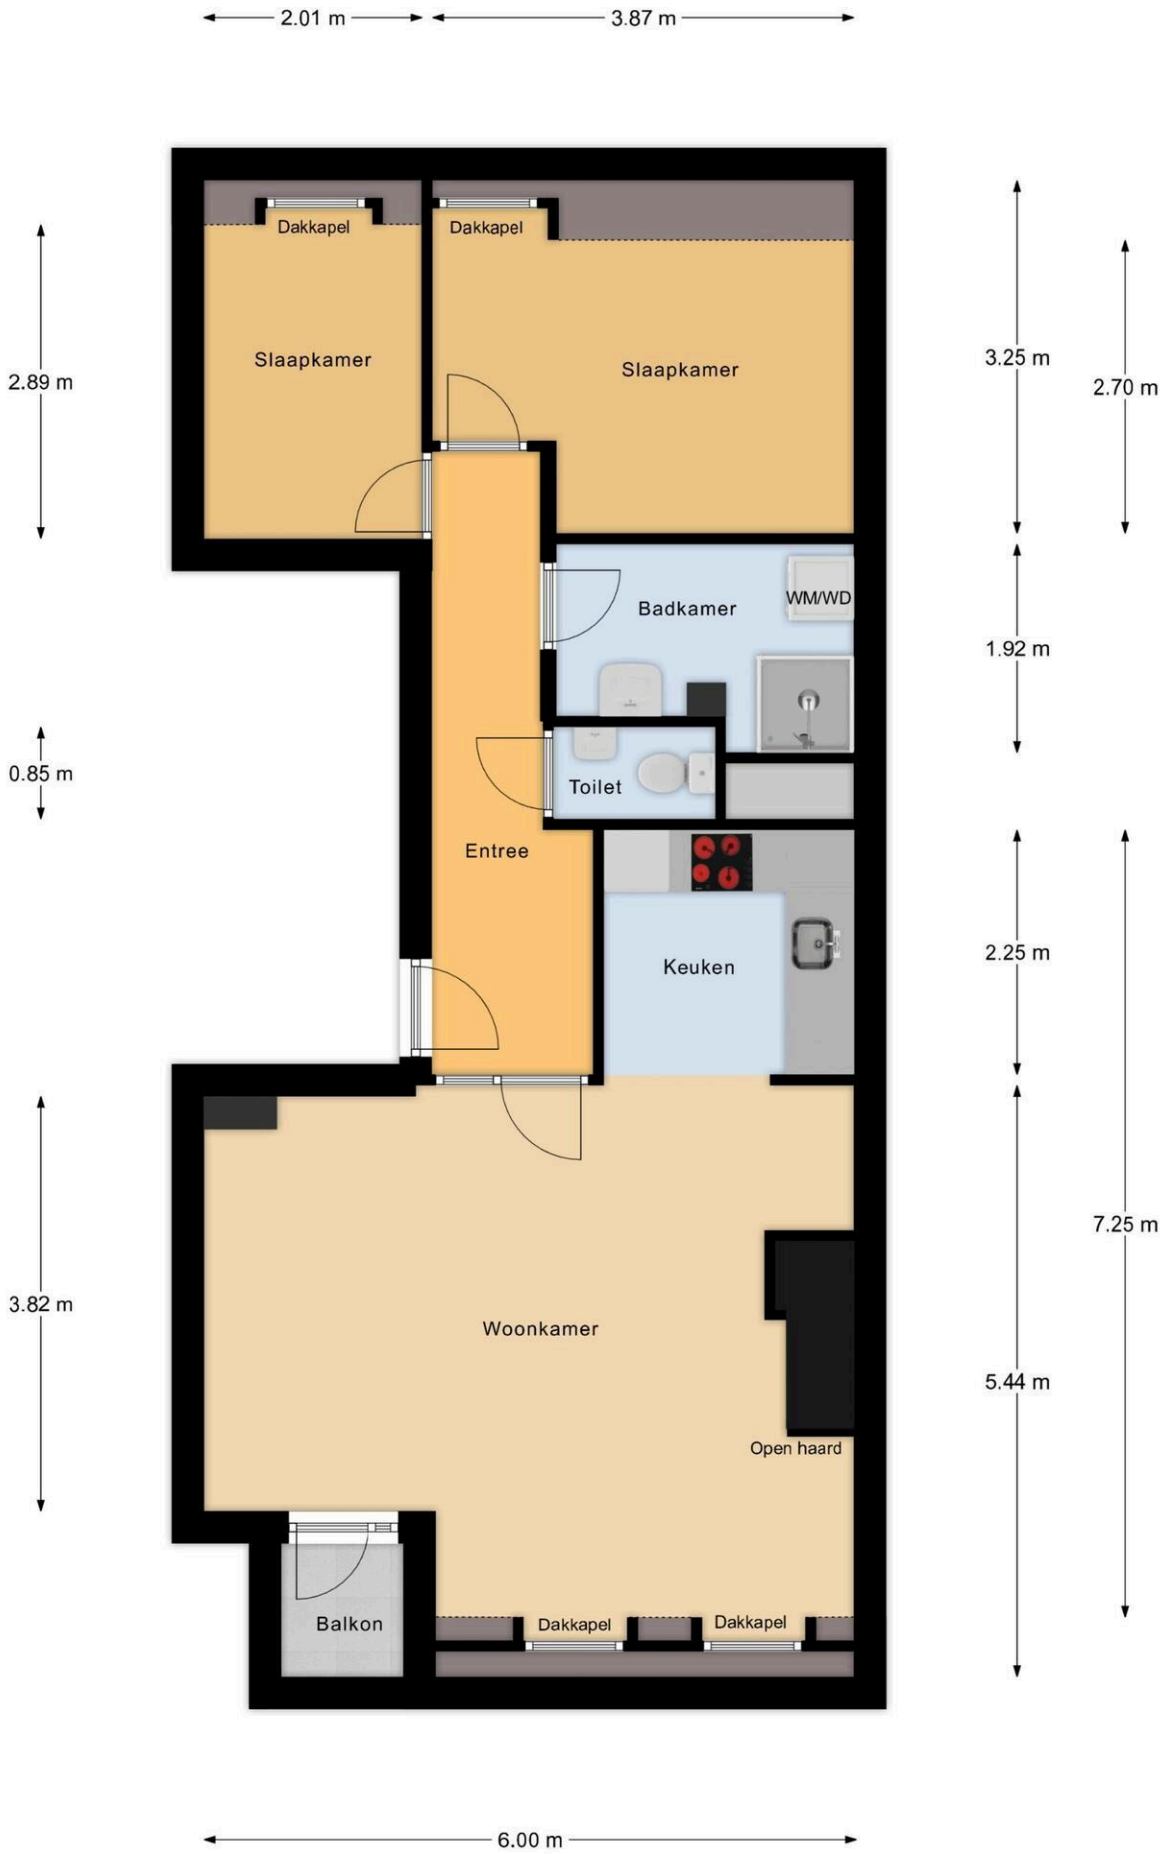 2.01 m
3.87 m
Dakkapel
Dakkapel
Slaapkamer
Slaapkamer
2.89 m
3.25 m
2.70 m
WM/WD
Badkamer
1.92 m
0.85 m
Toilet
Entree
Keuken
2.25 m
7.25 m
3.82 m
Woonkamer
5.44 m
Open haard
Balkon
Dakkapel
Dakkapel
6.00 m